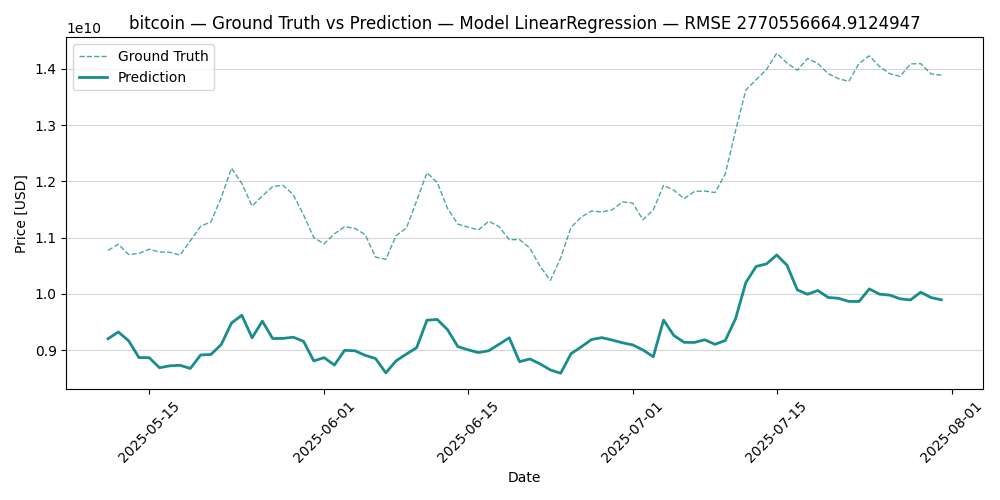 bitcoin — Ground Truth vs Prediction — Model LinearRegression — RMSE 2770556664.9124947
1e10
Ground Truth
Prediction
1.4
1.3
1.2
1.1
1.0
0.9
Price [USD]
2025-05-15
2025-06-01
2025-06-15
2025-07-01
2025-07-15
2025-08-01
Date